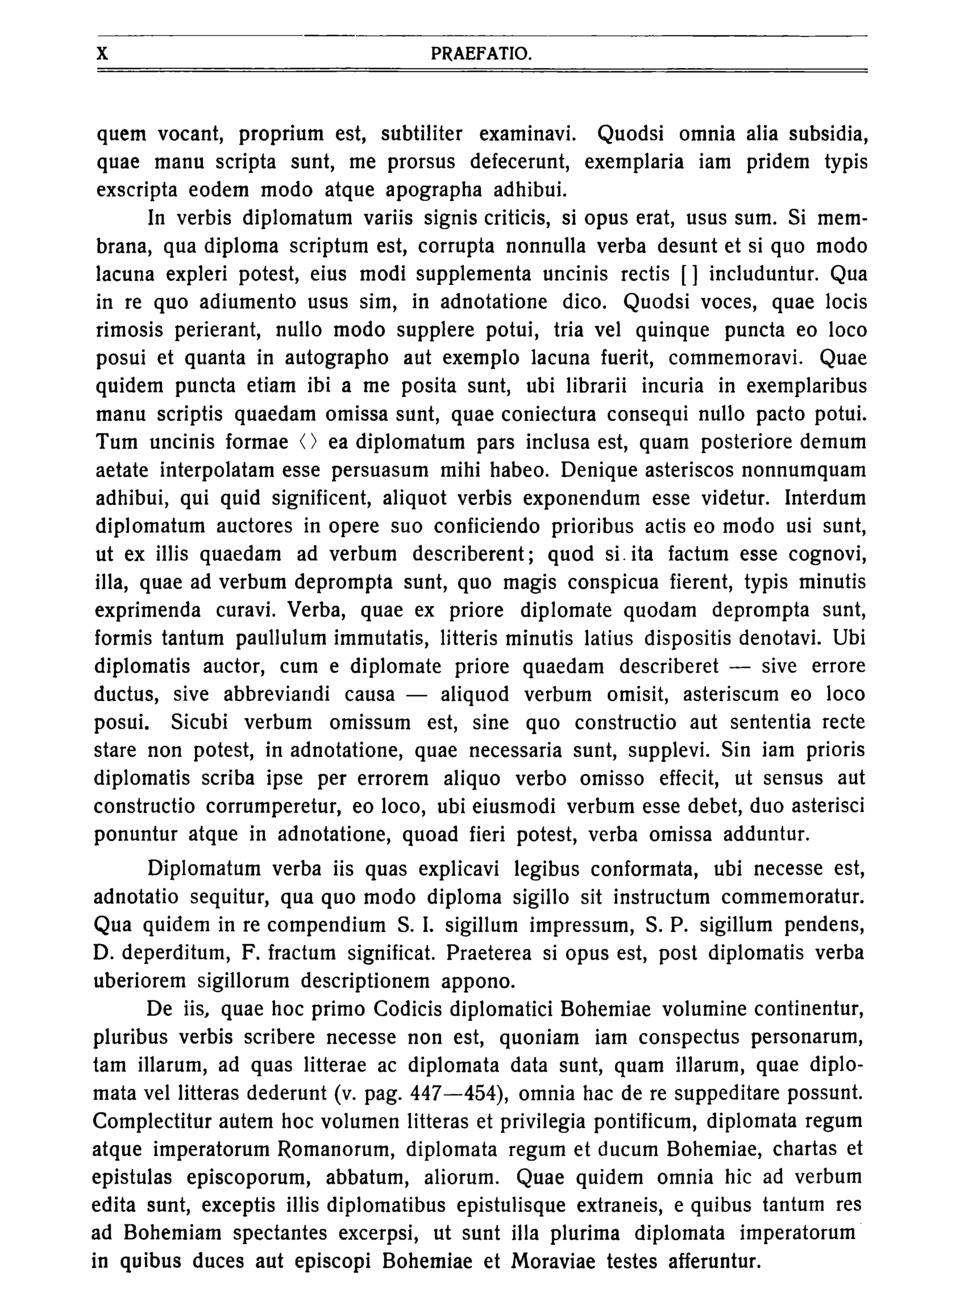 X
PRAEFATIO.
quem vocant, proprium est, subtiliter examinavi. Quodsi omnia alia subsidia,
quae manu scripta sunt, me prorsus defecerunt, exemplaria iam pridem typis
exscripta eodem modo atque apographa adhibui.
In verbis diplomatum variis signis criticis, si opus erat, usus sum. Si mem-
brana, qua diploma scriptum est, corrupta nonnulla verba desunt et si quo modo
lacuna expleri potest, eius modi supplementa uncinis rectis [ ] includuntur. Qua
in re quo adiumento usus sim, in adnotatione dico. Quodsi voces, quae locis
rimosis perierant, nullo modo supplere potui, tria vel quinque puncta eo loco
posui et quanta in autographo aut exemplo lacuna fuerit, commemoravi. Quae
quidem puncta etiam ibi a me posita sunt, ubi librarii incuria in exemplaribus
manu scriptis quaedam omissa sunt, quae coniectura consequi nullo pacto potui.
Tum uncinis formae ⟨ ⟩ ea diplomatum pars inclusa est, quam posteriore demum
aetate interpolatam esse persuasum mihi habeo. Denique asteriscos nonnumquam
adhibui, qui quid significent, aliquot verbis exponendum esse videtur. Interdum
diplomatum auctores in opere suo conficiendo prioribus actis eo modo usi sunt,
ut ex illis quaedam ad verbum describerent; quod si ita factum esse cognovi,
illa, quae ad verbum deprompta sunt, quo magis conspicua fierent, typis minutis
exprimenda curavi. Verba, quae ex priore diplomate quodam deprompta sunt,
formis tantum paullulum immutatis, litteris minutis latius dispositis denotavi. Ubi
diplomatis auctor, cum e diplomate priore quaedam describeret — sive errore
ductus, sive abbreviandi causa — aliquod verbum omisit, asteriscum eo loco
posui. Sicubi verbum omissum est, sine quo constructio aut sententia recte
stare non potest, in adnotatione, quae necessaria sunt, supplevi. Sin iam prioris
diplomatis scriba ipse per errorem aliquo verbo omisso effecit, ut sensus aut
constructio corrumperetur, eo loco, ubi eiusmodi verbum esse debet, duo asterisci
ponuntur atque in adnotatione, quoad fieri potest, verba omissa adduntur.
Diplomatum verba iis quas explicavi legibus conformata, ubi necesse est,
adnotatio sequitur, qua quo modo diploma sigillo sit instructum commemoratur.
Qua quidem in re compendium S. I. sigillum impressum, S. P. sigillum pendens,
D. deperditum, F. fractum significat. Praeterea si opus est, post diplomatis verba
uberiorem sigillorum descriptionem appono.
De iis, quae hoc primo Codicis diplomatici Bohemiae volumine continentur,
pluribus verbis scribere necesse non est, quoniam iam conspectus personarum,
tam illarum, ad quas litterae ac diplomata data sunt, quam illarum, quae diplo-
mata vel litteras dederunt (v. pag. 447—454), omnia hac de re suppeditare possunt.
Complectitur autem hoc volumen litteras et privilegia pontificum, diplomata regum
atque imperatorum Romanorum, diplomata regum et ducum Bohemiae, chartas et
epistulas episcoporum, abbatum, aliorum. Quae quidem omnia hic ad verbum
edita sunt, exceptis illis diplomatibus epistulisque extraneis, e quibus tantum res
ad Bohemiam spectantes excerpsi, ut sunt illa plurima diplomata imperatorum
in quibus duces aut episcopi Bohemiae et Moraviae testes afferuntur.